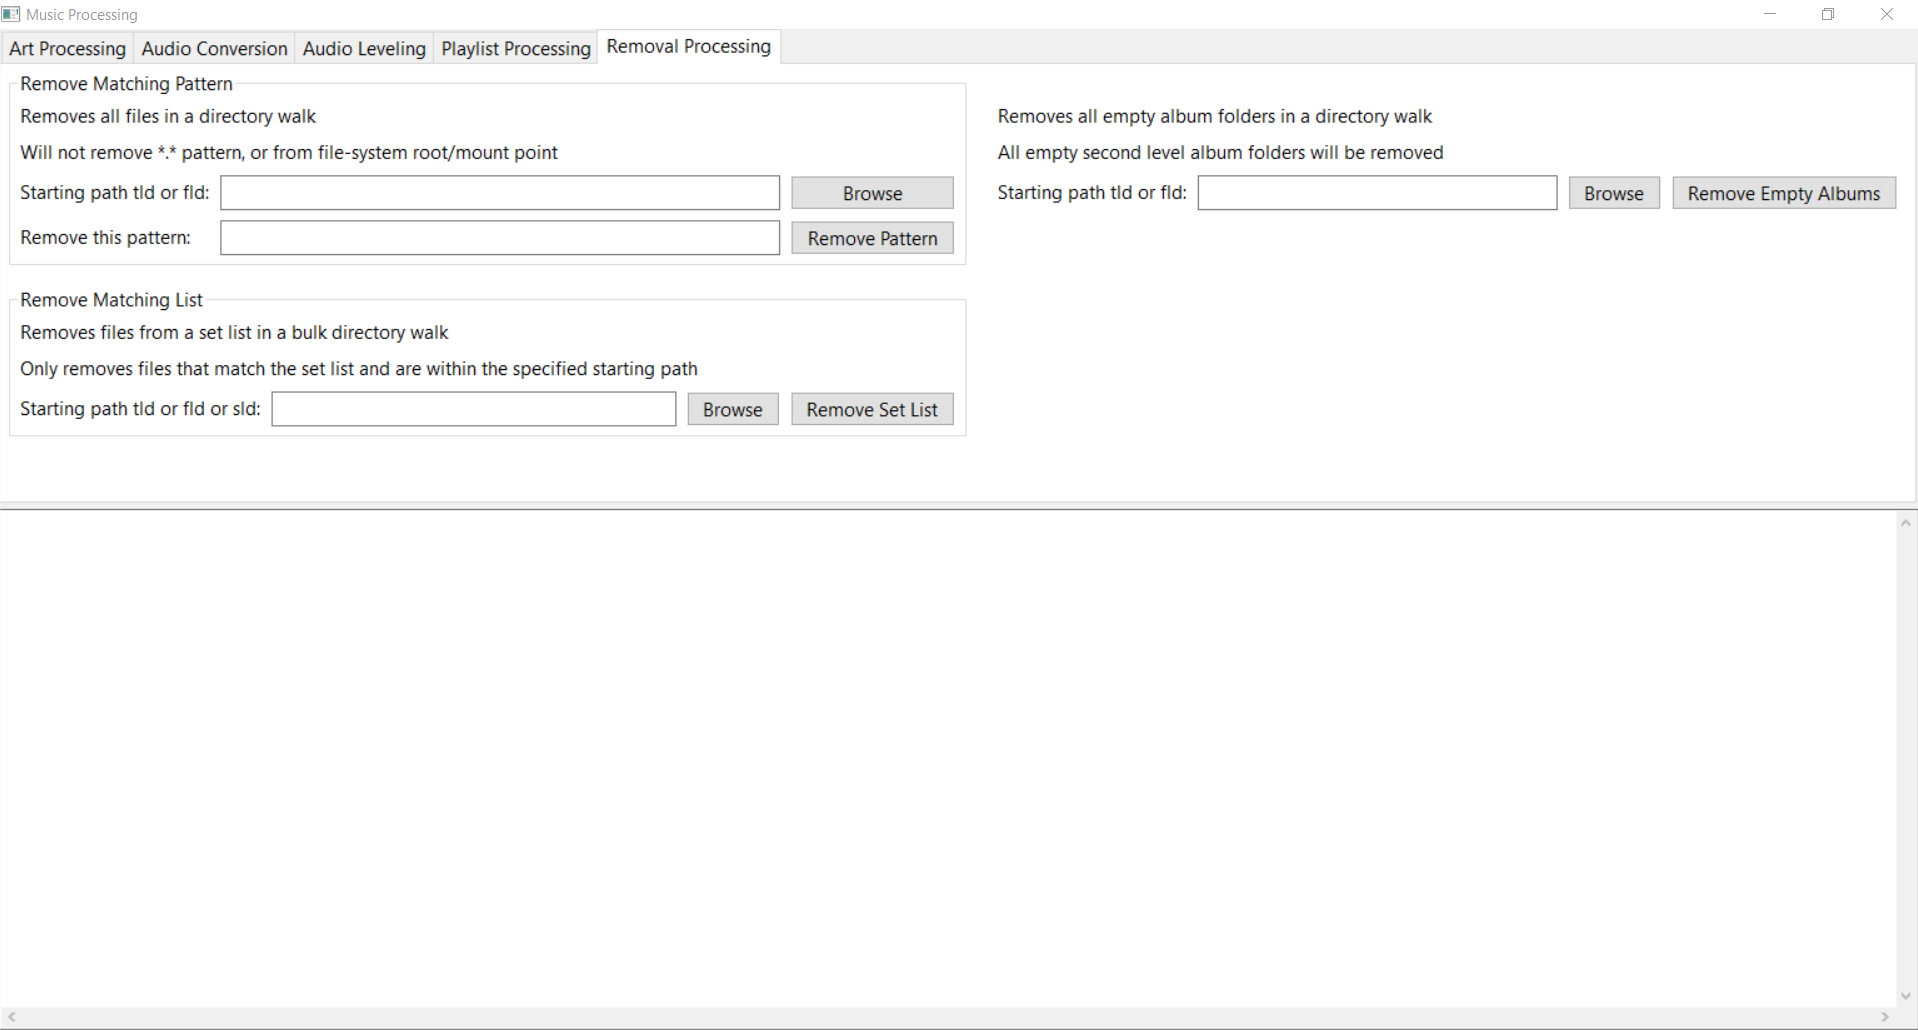 Music Processing
Art Processing Audio Conversion Audio Leveling Playlist Processing Removal Processing
Remove Matching Pattern
Removes all files in a directory walk
Will not remove *.* pattern, or from file-system root/mount point
Starting path tld or fld: Browse
Remove this pattern: Remove Pattern
Removes all empty album folders in a directory walk
All empty second level album folders will be removed
Starting path tld or fld: Browse Remove Empty Albums
Remove Matching List
Removes files from a set list in a bulk directory walk
Only removes files that match the set list and are within the specified starting path
Starting path tld or fld or sld: Browse Remove Set List